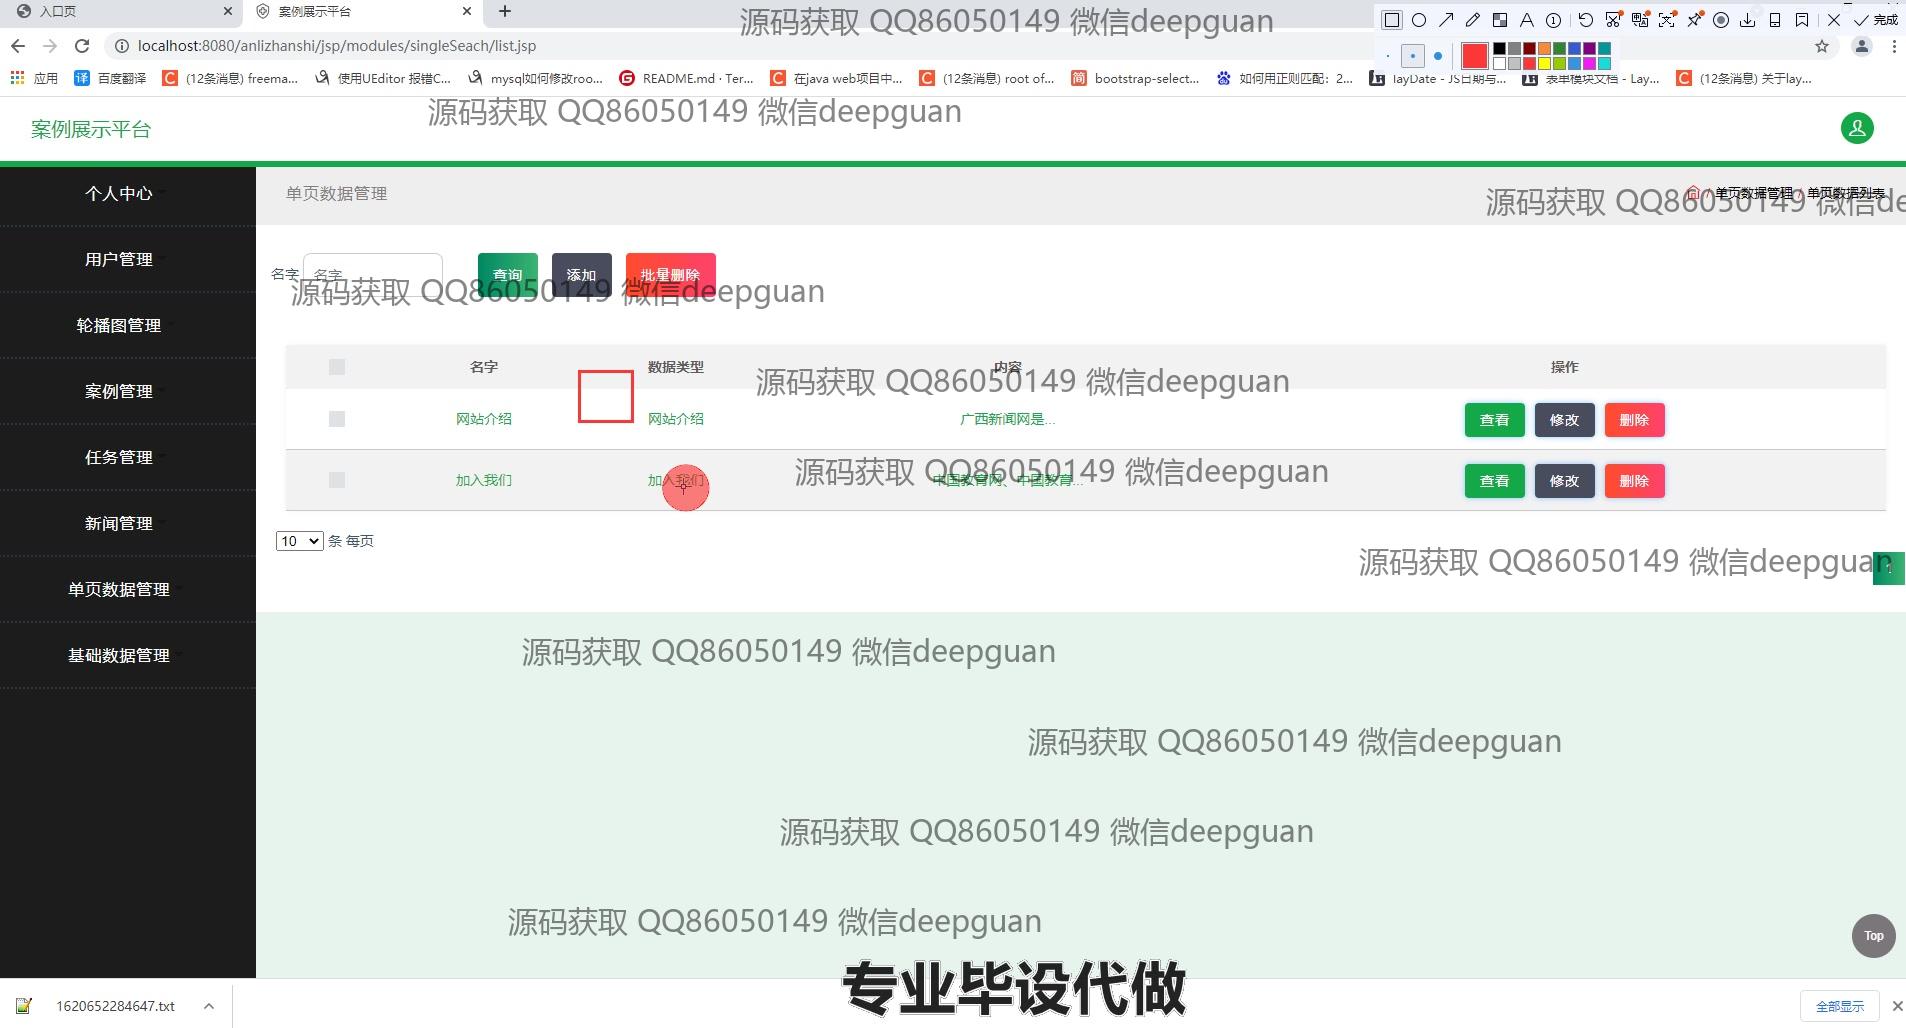 入口页
案例展示平台
源码获取 QQ86050149 微信deepguan
完成
localhost:8080/anlizhanshi/jsp/modules/singleSeach/list.jsp
应用
百度翻译
(12条消息) freema...
使用UEditor 报错C...
mysql如何修改roo...
README.md · Ter...
在java web项目中...
(12条消息) root of...
bootstrap-select...
如何用正则匹配：2...
layDate - JS日期与...
表单模块文档 - Lay...
(12条消息) 关于lay...
源码获取 QQ86050149 微信deepguan
案例展示平台
个人中心
用户管理
轮播图管理
案例管理
任务管理
新闻管理
单页数据管理
基础数据管理
单页数据管理
/ 单页数据管理 / 单页数据列表
源码获取 QQ86050149 微信de
名字
名字
查询
添加
批量删除
源码获取 QQ86050149 微信deepguan
名字 数据类型 内容 操作
源码获取 QQ86050149 微信deepguan
网站介绍 网站介绍 广西新闻网是... 查看 修改 删除
加入我们 加入我们 中国教育网、中国教育... 查看 修改 删除
源码获取 QQ86050149 微信deepguan
10 条 每页
源码获取 QQ86050149 微信deepguan
1
源码获取 QQ86050149 微信deepguan
源码获取 QQ86050149 微信deepguan
源码获取 QQ86050149 微信deepguan
源码获取 QQ86050149 微信deepguan
Top
专业毕设代做
1620652284647.txt
全部显示